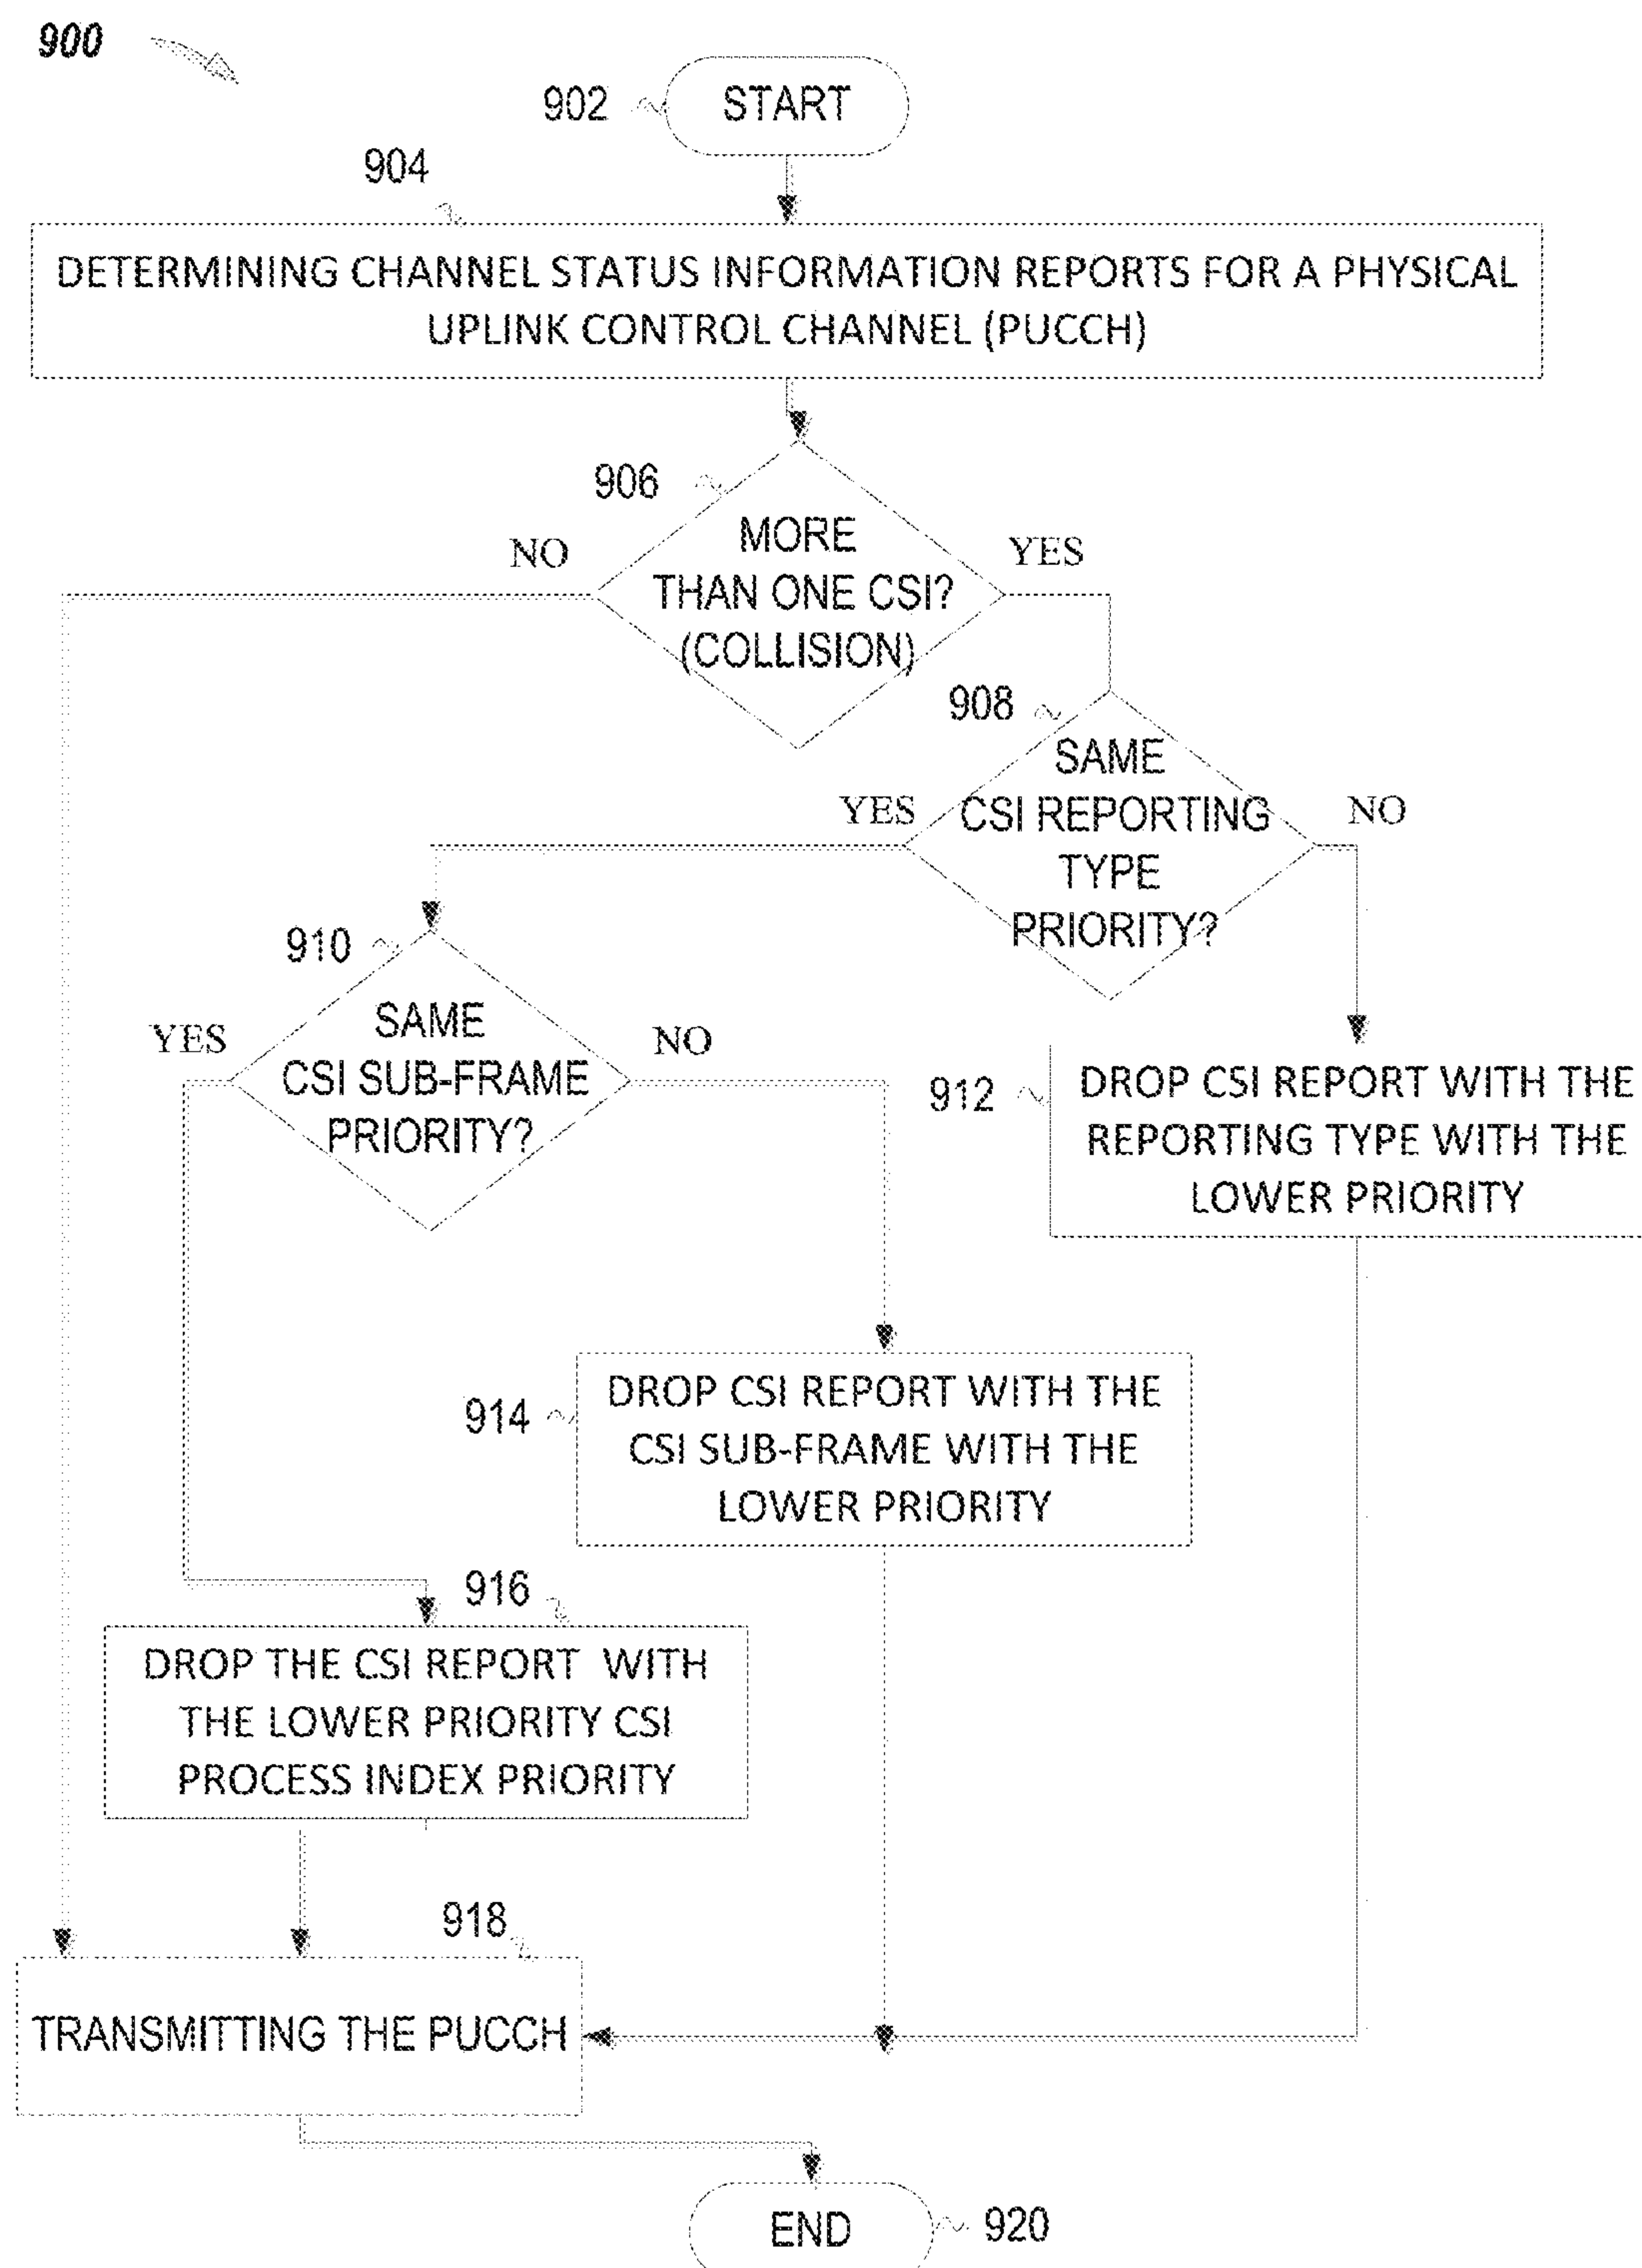 900
902
START
904
DETERMINING CHANNEL STATUS INFORMATION REPORTS FOR A PHYSICAL
UPLINK CONTROL CHANNEL (PUCCH)
906
MORE
THAN ONE CSI?
(COLLISION)
NO
YES
908
SAME
CSI REPORTING
TYPE
PRIORITY?
YES
NO
910
SAME
CSI SUB-FRAME
PRIORITY?
YES
NO
912
DROP CSI REPORT WITH THE
REPORTING TYPE WITH THE
LOWER PRIORITY
914
DROP CSI REPORT WITH THE
CSI SUB-FRAME WITH THE
LOWER PRIORITY
916
DROP THE CSI REPORT WITH
THE LOWER PRIORITY CSI
PROCESS INDEX PRIORITY
918
TRANSMITTING THE PUCCH
END
920